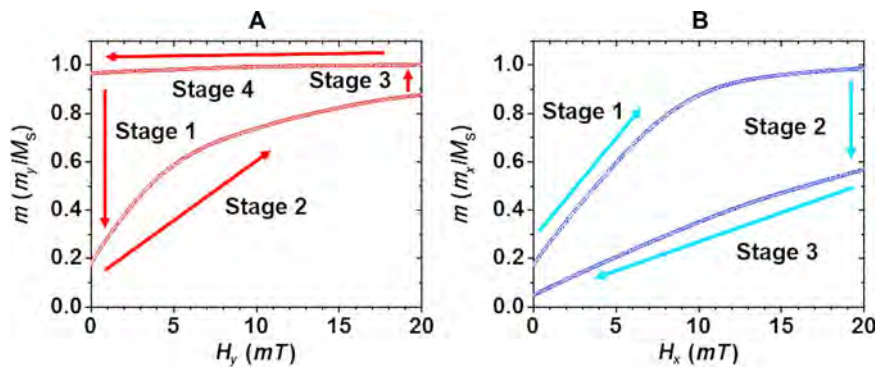 A
m (m_y/M_S)
1.0
0.8
0.6
0.4
0.2
0.0
Stage 4
Stage 3
Stage 1
Stage 2
0
5
10
15
20
H_y (mT)
B
m (m_x/M_S)
1.0
0.8
0.6
0.4
0.2
0.0
Stage 1
Stage 2
Stage 3
0
5
10
15
20
H_x (mT)